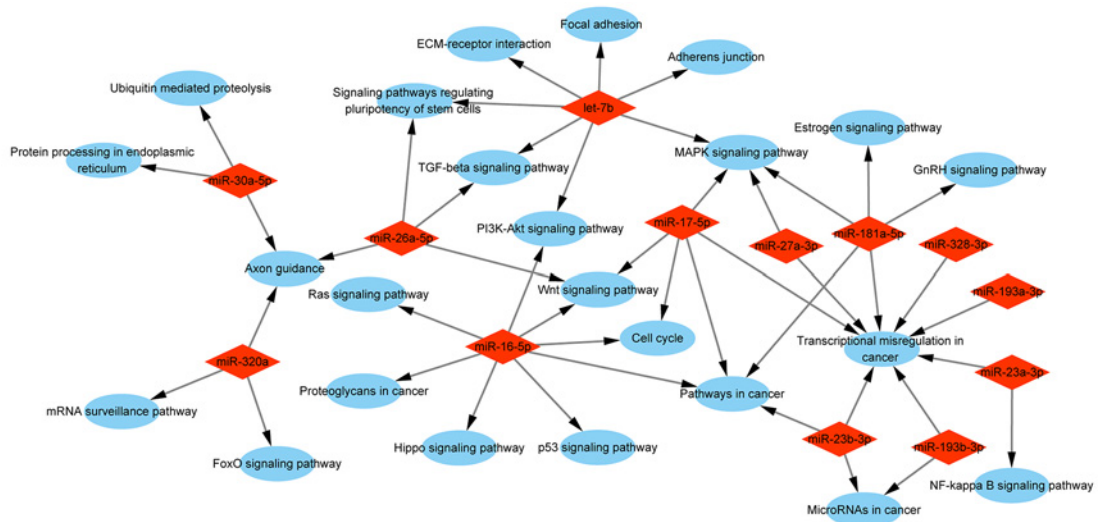 Focal adhesion
ECM-receptor interaction
Adherens junction
Ubiquitin mediated proteolysis
Signaling pathways regulating
pluripotency of stem cells
let-7b
Estrogen signaling pathway
Protein processing in endoplasmic
reticulum
MAPK signaling pathway
TGF-beta signaling pathway
GnRH signaling pathway
miR-30a-5p
miR-17-5p
PI3K-Akt signaling pathway
miR-26a-5p
miR-27a-3p
miR-181a-5p
miR-328-3p
Axon guidance
Ras signaling pathway
Wnt signaling pathway
miR-193a-3p
Cell cycle
Transcriptional misregulation in
cancer
miR-16-5p
miR-320a
miR-23a-3p
Proteoglycans in cancer
Pathways in cancer
mRNA surveillance pathway
Hippo signaling pathway
p53 signaling pathway
miR-23b-3p
miR-193b-3p
FoxO signaling pathway
NF-kappa B signaling pathway
MicroRNAs in cancer